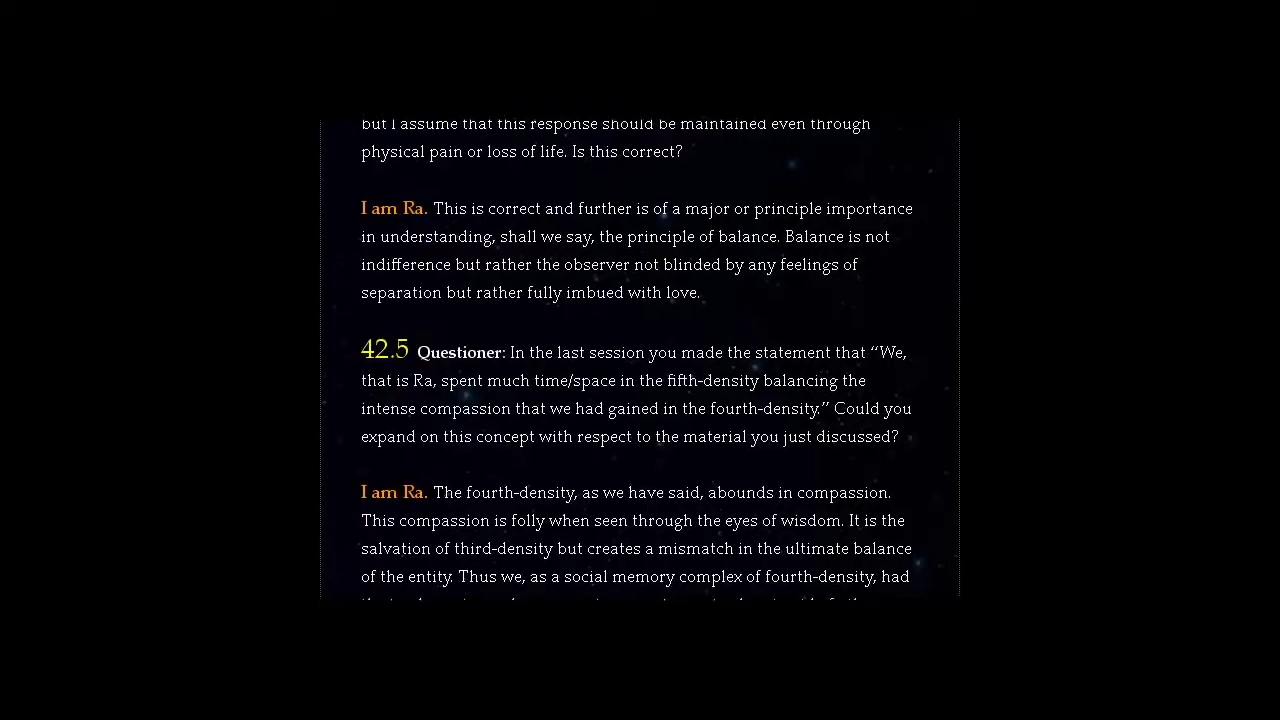 but I assume that this response should be maintained even through
physical pain or loss of life. Is this correct?
I am Ra. This is correct and further is of a major or principle importance
in understanding, shall we say, the principle of balance. Balance is not
indifference but rather the observer not blinded by any feelings of
separation but rather fully imbued with love.
42.5 Questioner: In the last session you made the statement that “We,
that is Ra, spent much time/space in the fifth-density balancing the
intense compassion that we had gained in the fourth-density.” Could you
expand on this concept with respect to the material you just discussed?
I am Ra. The fourth-density, as we have said, abounds in compassion.
This compassion is folly when seen through the eyes of wisdom. It is the
salvation of third-density but creates a mismatch in the ultimate balance
of the entity. Thus we, as a social memory complex of fourth-density, had